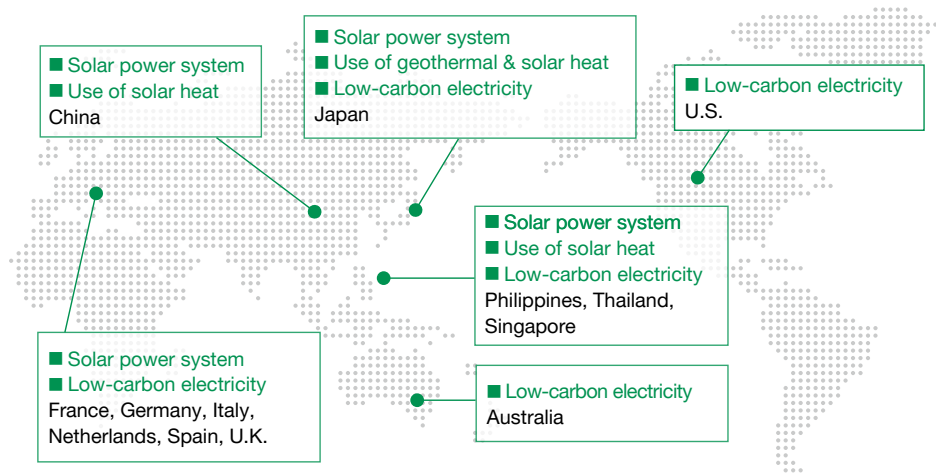 ■ Solar power system
■ Use of solar heat
China
■ Solar power system
■ Use of geothermal & solar heat
■ Low-carbon electricity
Japan
■ Low-carbon electricity
U.S.
■ Solar power system
■ Use of solar heat
■ Low-carbon electricity
Philippines, Thailand,
Singapore
■ Solar power system
■ Low-carbon electricity
France, Germany, Italy,
Netherlands, Spain, U.K.
■ Low-carbon electricity
Australia